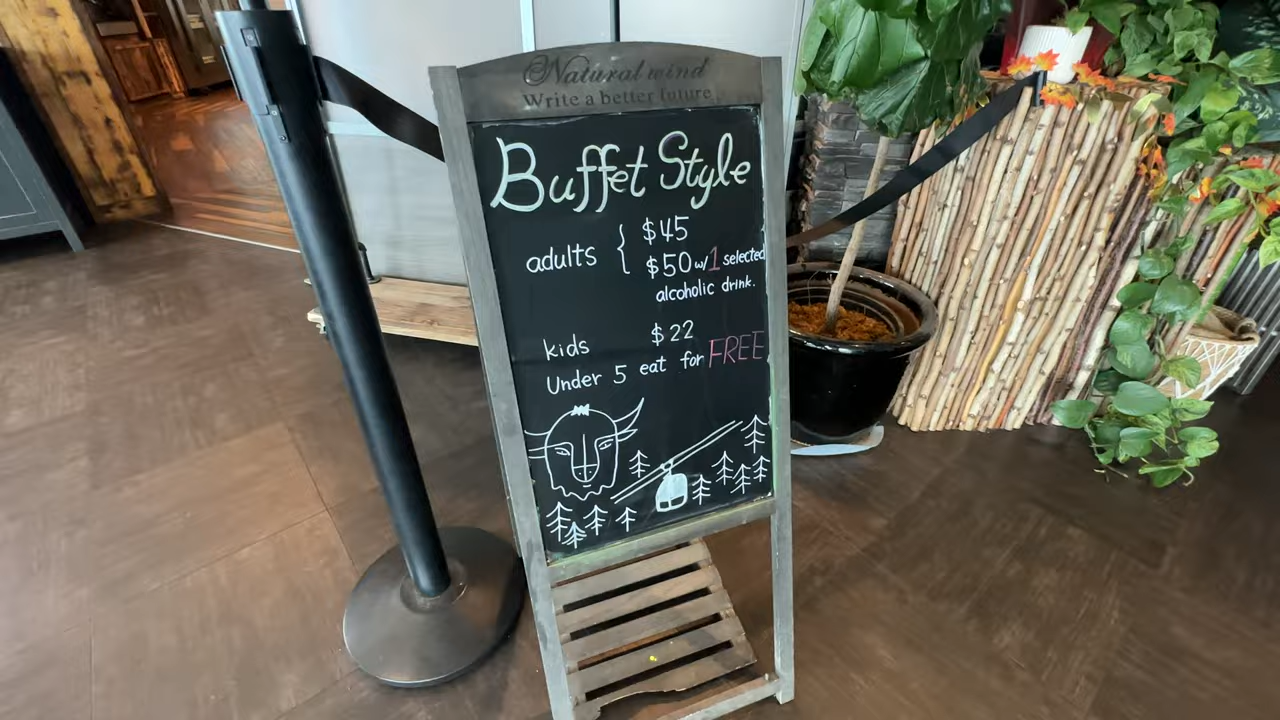 Natural wind
Write a better future
Buffet Style
adults { $45
$50 w/ 1 selected
alcoholic drink.
kids $22
Under 5 eat for FREE